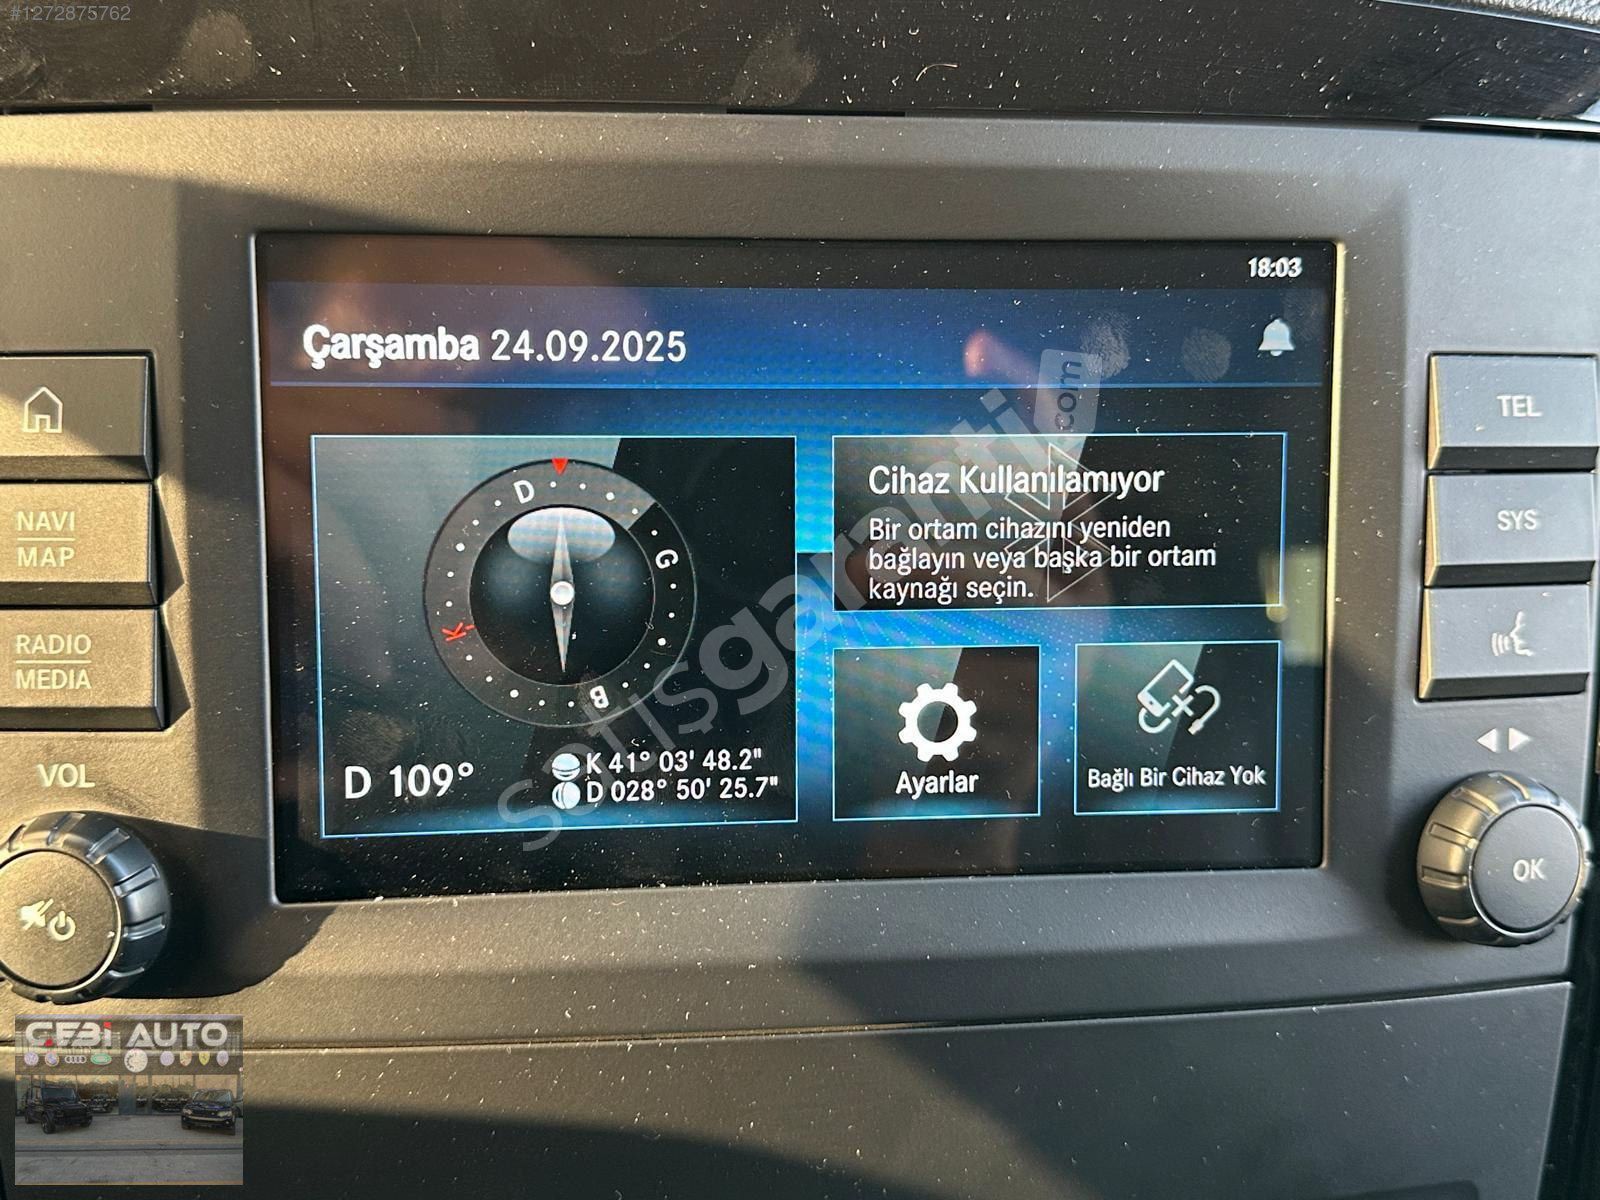 #1272875762
18:03
Çarşamba 24.09.2025
TEL
NAVI
MAP
SYS
RADIO
MEDIA
VOL
OK
D
G
B
K
D 109°
K 41° 03' 48.2"
D 028° 50' 25.7"
Cihaz Kullanılamıyor
Bir ortam cihazını yeniden
bağlayın veya başka bir ortam
kaynağı seçin.
Ayarlar
Bağlı Bir Cihaz Yok
satışgaranti.com
GEBi AUTO